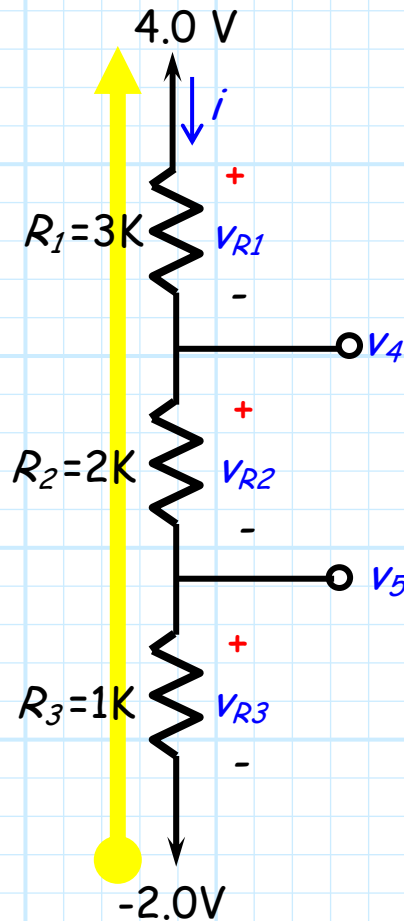 4.0 V
i
+
R1=3K
vR1
-
v4
+
R2=2K
vR2
-
v5
+
R3=1K
vR3
-
-2.0V